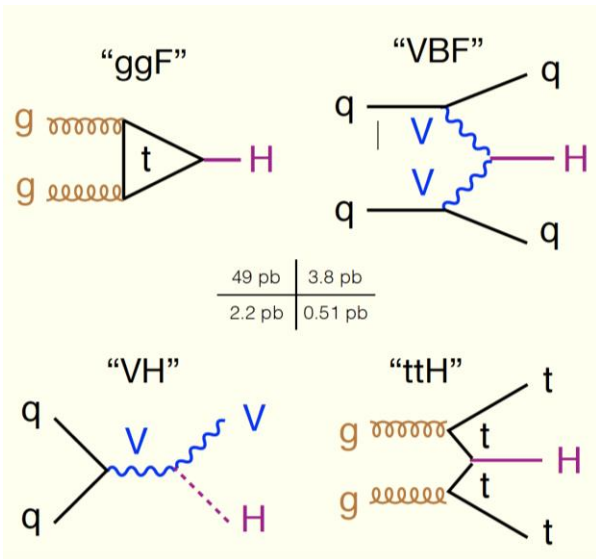 “ggF”
g
t
H
g
“VBF”
q
q
V
H
V
q
q
49 pb 3.8 pb
2.2 pb 0.51 pb
“VH”
q
V
V
q
H
“ttH”
t
g
t
H
t
g
t